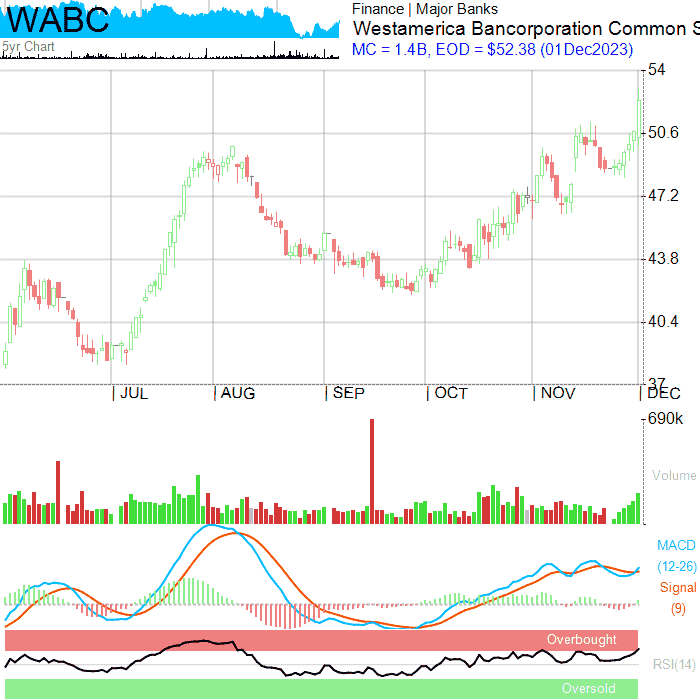 WABC
5yr Chart
Finance | Major Banks
Westamerica Bancorporation Common S
MC = 1.4B, EOD = $52.38 (01Dec2023)
54
50.6
47.2
43.8
40.4
37
JUL AUG SEP OCT NOV DEC
690k
Volume
MACD
(12-26)
Signal
(9)
Overbought
RSI(14)
Oversold